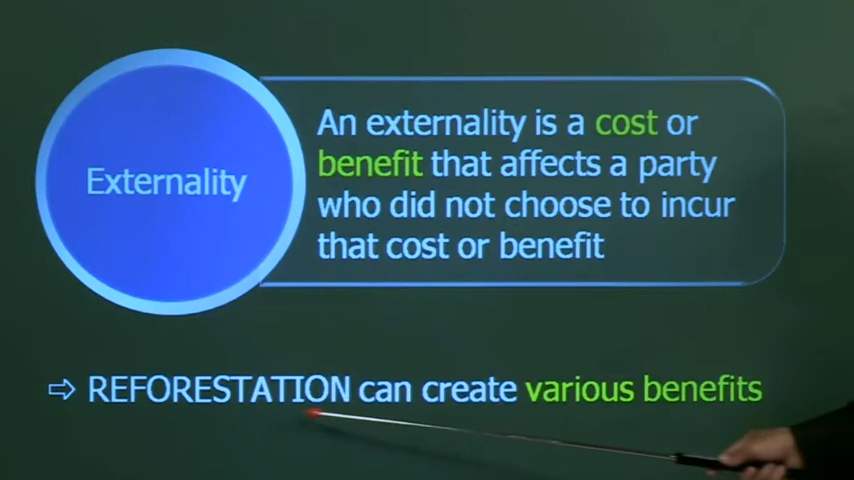 Externality
An externality is a cost or
benefit that affects a party
who did not choose to incur
that cost or benefit
⇨ REFORESTATION can create various benefits